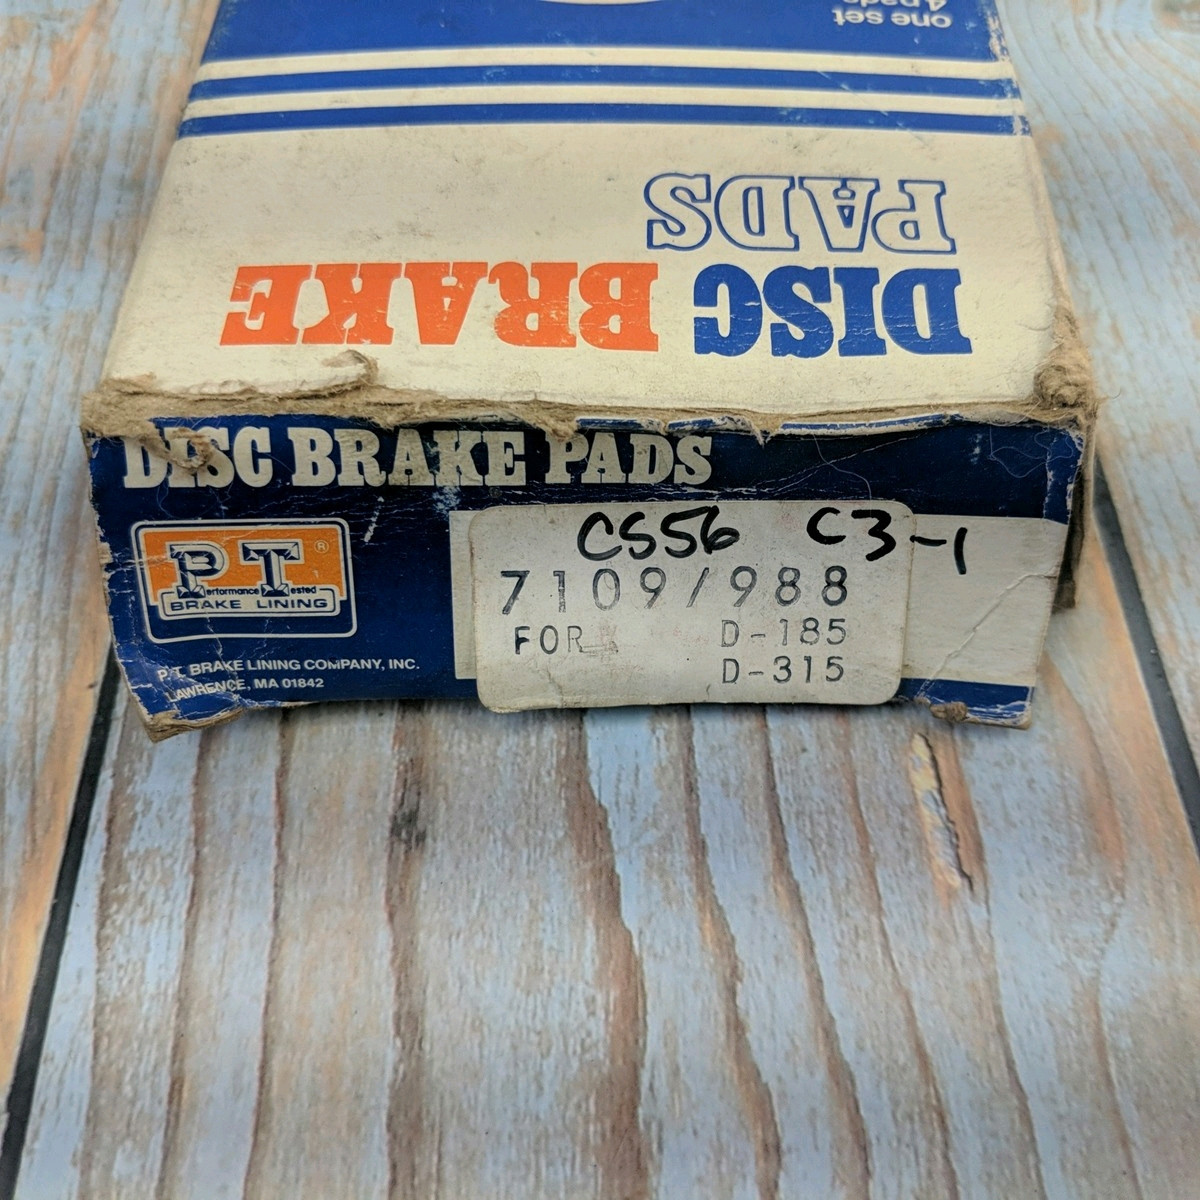 one set
4 pads
DISC BRAKE
PADS
DISC BRAKE PADS
PT®
Performance Tested
BRAKE LINING
P.T. BRAKE LINING COMPANY, INC.
LAWRENCE, MA 01842
CS56 C3-1
7109/988
FOR D-185
D-315